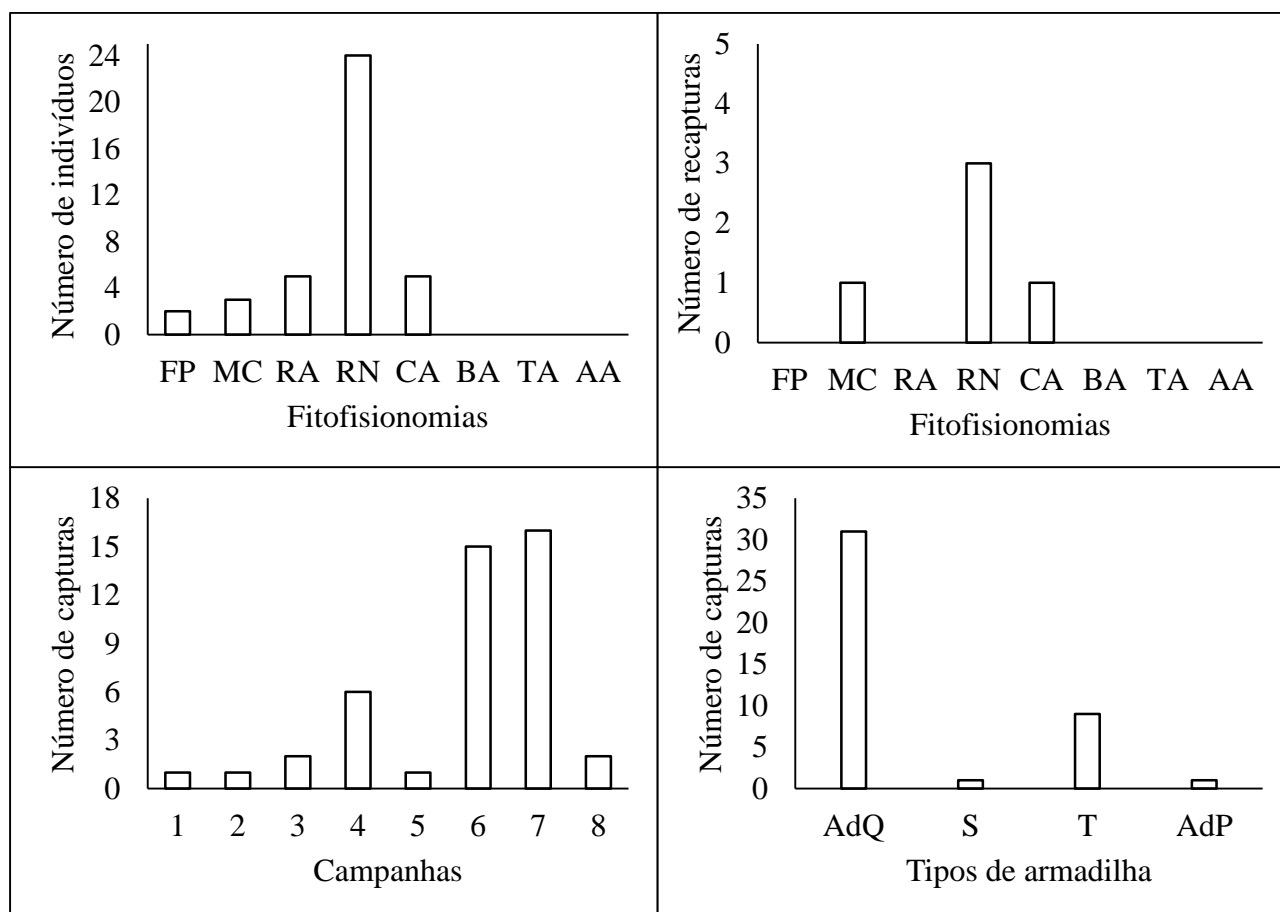 Número de indivíduos
24
20
16
12
8
4
0
FP MC RA RN CA BA TA AA
Fitofisionomias
Número de recapturas
5
4
3
2
1
0
FP MC RA RN CA BA TA AA
Fitofisionomias
Número de capturas
18
15
12
9
6
3
0
1 2 3 4 5 6 7 8
Campanhas
Número de capturas
35
30
25
20
15
10
5
0
AdQ S T AdP
Tipos de armadilha